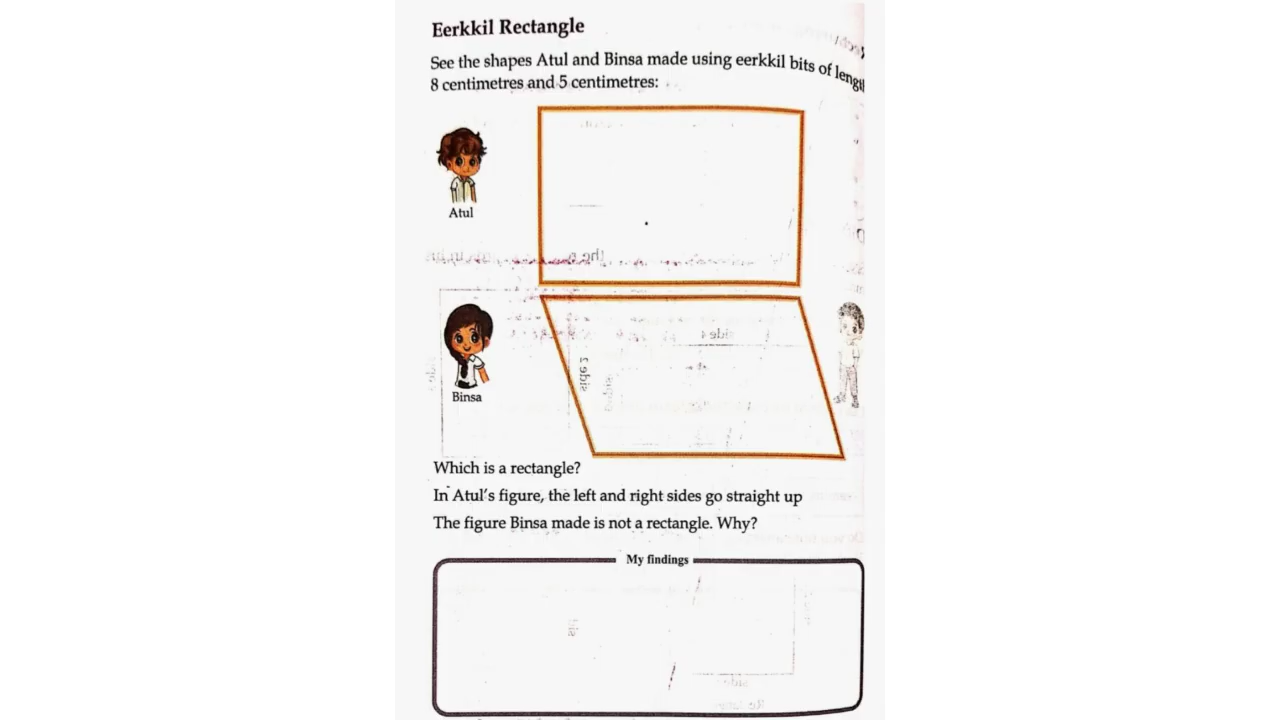 Eerkkil Rectangle
See the shapes Atul and Binsa made using eerkkil bits of
8 centimetres and 5 centimetres:
Atul
Binsa
Which is a rectangle?
In Atul's figure, the left and right sides go straight up
The figure Binsa made is not a rectangle. Why?
My findings